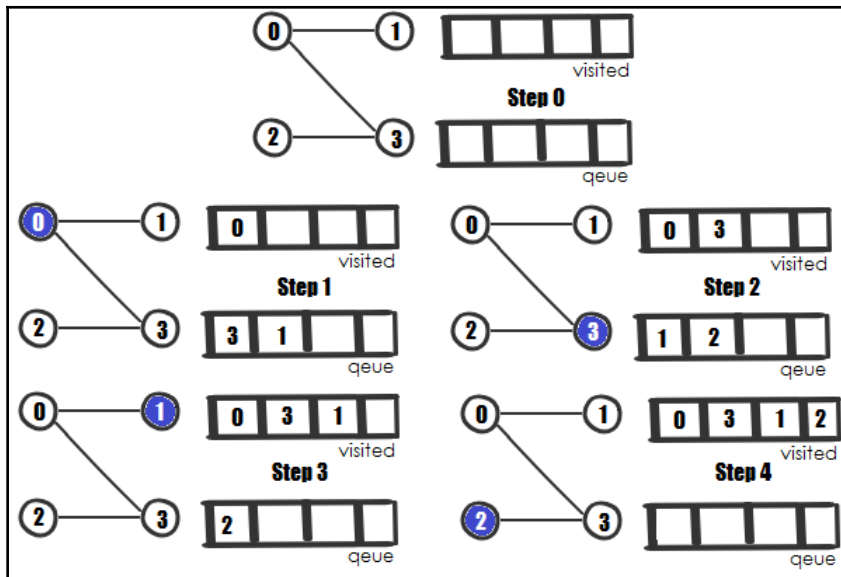 0 1
visited
Step 0
2 3
qeue
0 1 0
visited
Step 1
2 3 3 1
qeue
0 1 0 3
visited
Step 2
2 3 1 2
qeue
0 1 0 3 1
visited
Step 3
2 3 2
qeue
0 1 0 3 1 2
visited
Step 4
2 3
qeue